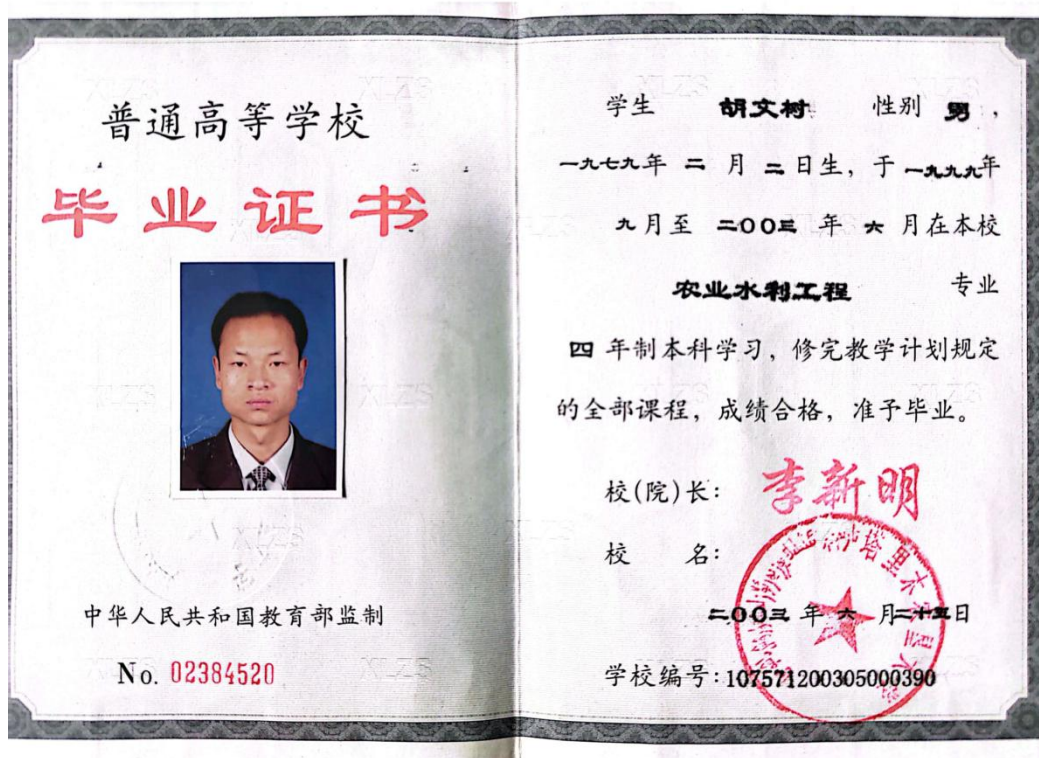 普通高等学校
毕业证书
中华人民共和国教育部监制
No. 02384520
学生 胡文树 性别 男，
一九七九年 二 月 二日生，于一九九九年
九月至 二00三 年 六 月在本校
农业水利工程 专业
四 年制本科学习，修完教学计划规定
的全部课程，成绩合格，准予毕业。
校(院)长：李新明
校 名：
塔里木
二00三 年 六 月二十五日
学校编号：107571200305000390
XLZS